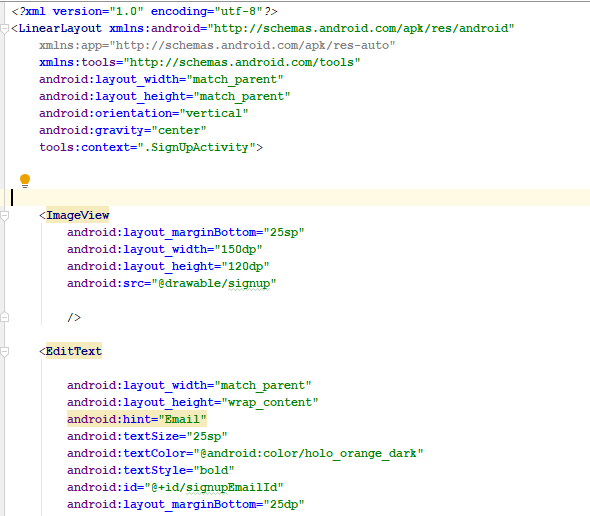 <?xml version="1.0" encoding="utf-8"?>
<LinearLayout xmlns:android="http://schemas.android.com/apk/res/android"
    xmlns:app="http://schemas.android.com/apk/res-auto"
    xmlns:tools="http://schemas.android.com/tools"
    android:layout_width="match_parent"
    android:layout_height="match_parent"
    android:orientation="vertical"
    android:gravity="center"
    tools:context=".SignUpActivity">
    <ImageView
        android:layout_marginBottom="25sp"
        android:layout_width="150dp"
        android:layout_height="120dp"
        android:src="@drawable/signup"
        />
    <EditText
        android:layout_width="match_parent"
        android:layout_height="wrap_content"
        android:hint="Email"
        android:textSize="25sp"
        android:textColor="@android:color/holo_orange_dark"
        android:textStyle="bold"
        android:id="@+id/signupEmailId"
        android:layout_marginBottom="25dp"